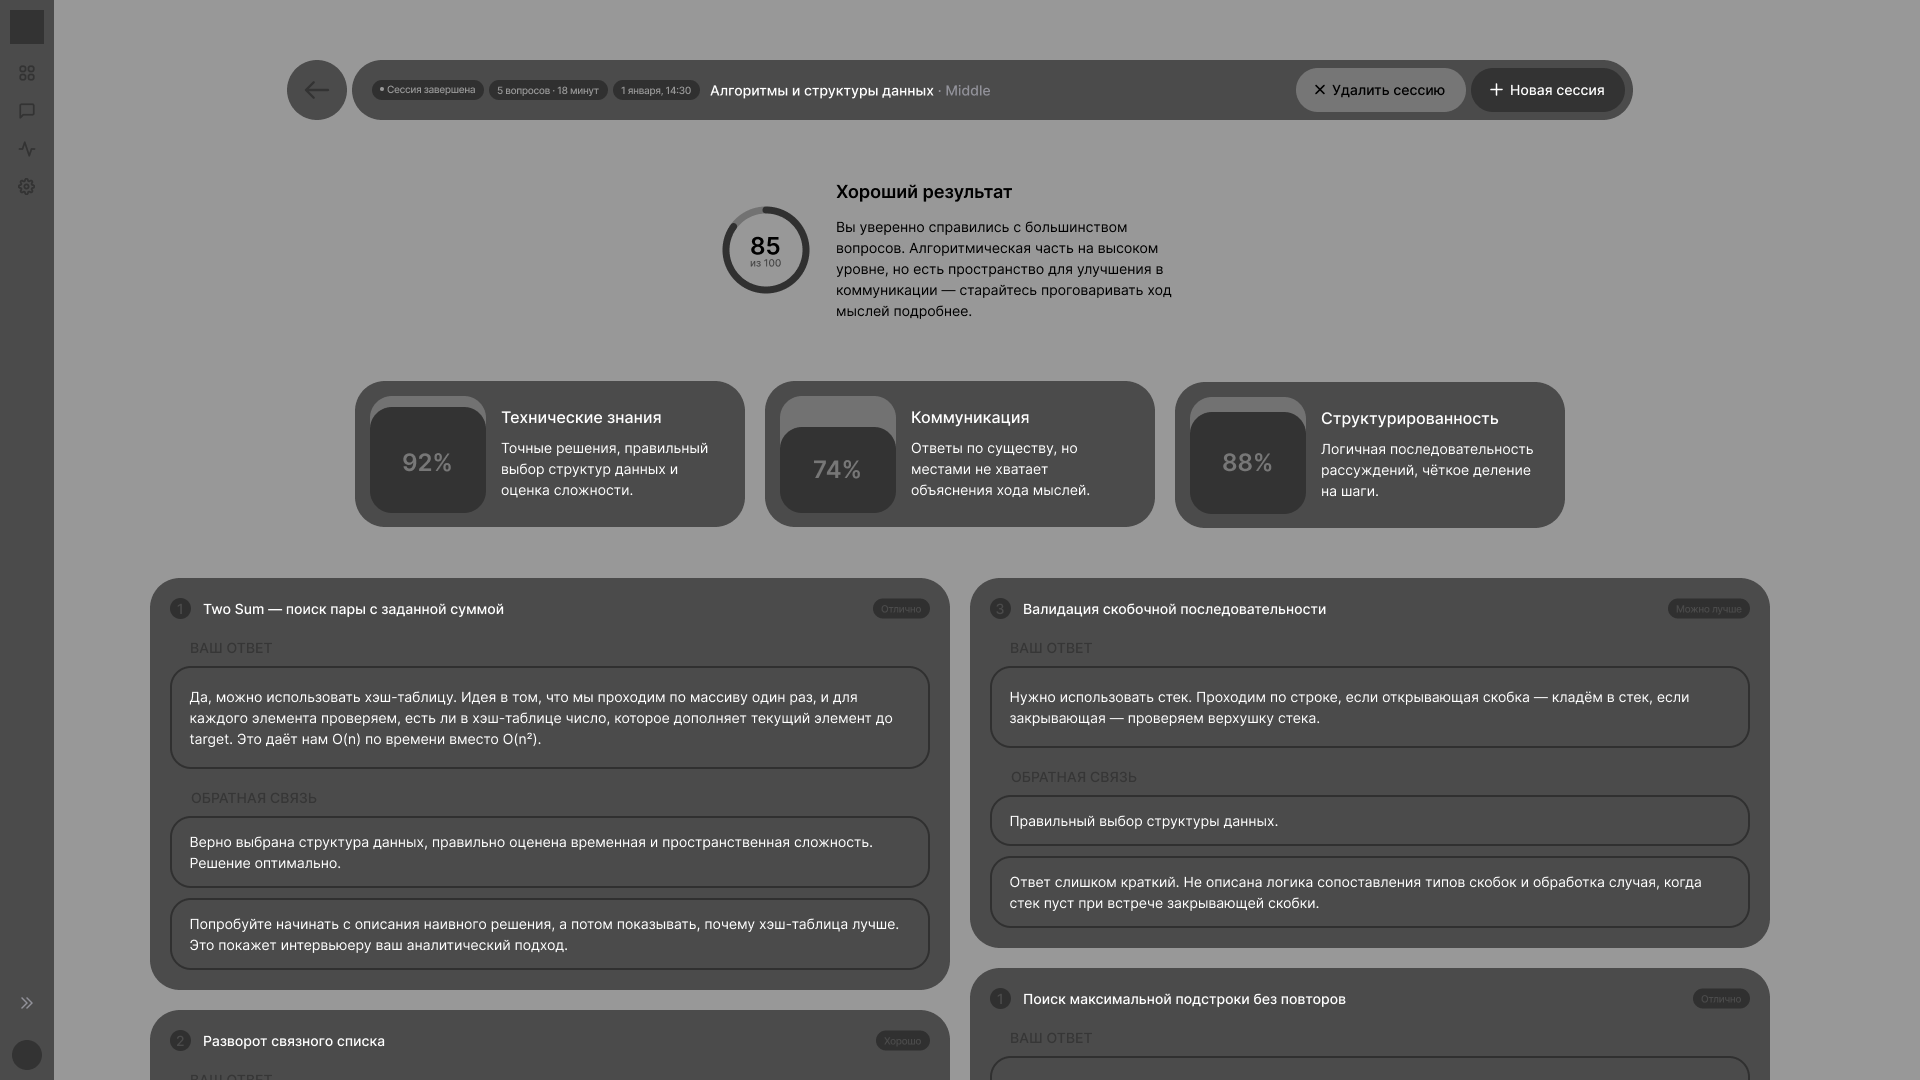 Сессия завершена
5 вопросов · 18 минут
1 января, 14:30
Алгоритмы и структуры данных · Middle
Удалить сессию
Новая сессия
85
из 100
Хороший результат
Вы уверенно справились с большинством
вопросов. Алгоритмическая часть на высоком
уровне, но есть пространство для улучшения в
коммуникации — старайтесь проговаривать ход
мыслей подробнее.
92%
Технические знания
Точные решения, правильный
выбор структур данных и
оценка сложности.
74%
Коммуникация
Ответы по существу, но
местами не хватает
объяснения хода мыслей.
88%
Структурированность
Логичная последовательность
рассуждений, чёткое деление
на шаги.
1
Two Sum — поиск пары с заданной суммой
Отлично
ВАШ ОТВЕТ
Да, можно использовать хэш-таблицу. Идея в том, что мы проходим по массиву один раз, и для
каждого элемента проверяем, есть ли в хэш-таблице число, которое дополняет текущий элемент до
target. Это даёт нам O(n) по времени вместо O(n²).
ОБРАТНАЯ СВЯЗЬ
Верно выбрана структура данных, правильно оценена временная и пространственная сложность.
Решение оптимально.
Попробуйте начинать с описания наивного решения, а потом показывать, почему хэш-таблица лучше.
Это покажет интервьюеру ваш аналитический подход.
2
Разворот связного списка
Хорошо
ВАШ ОТВЕТ
3
Валидация скобочной последовательности
Можно лучше
ВАШ ОТВЕТ
Нужно использовать стек. Проходим по строке, если открывающая скобка — кладём в стек, если
закрывающая — проверяем верхушку стека.
ОБРАТНАЯ СВЯЗЬ
Правильный выбор структуры данных.
Ответ слишком краткий. Не описана логика сопоставления типов скобок и обработка случая, когда
стек пуст при встрече закрывающей скобки.
1
Поиск максимальной подстроки без повторов
Отлично
ВАШ ОТВЕТ